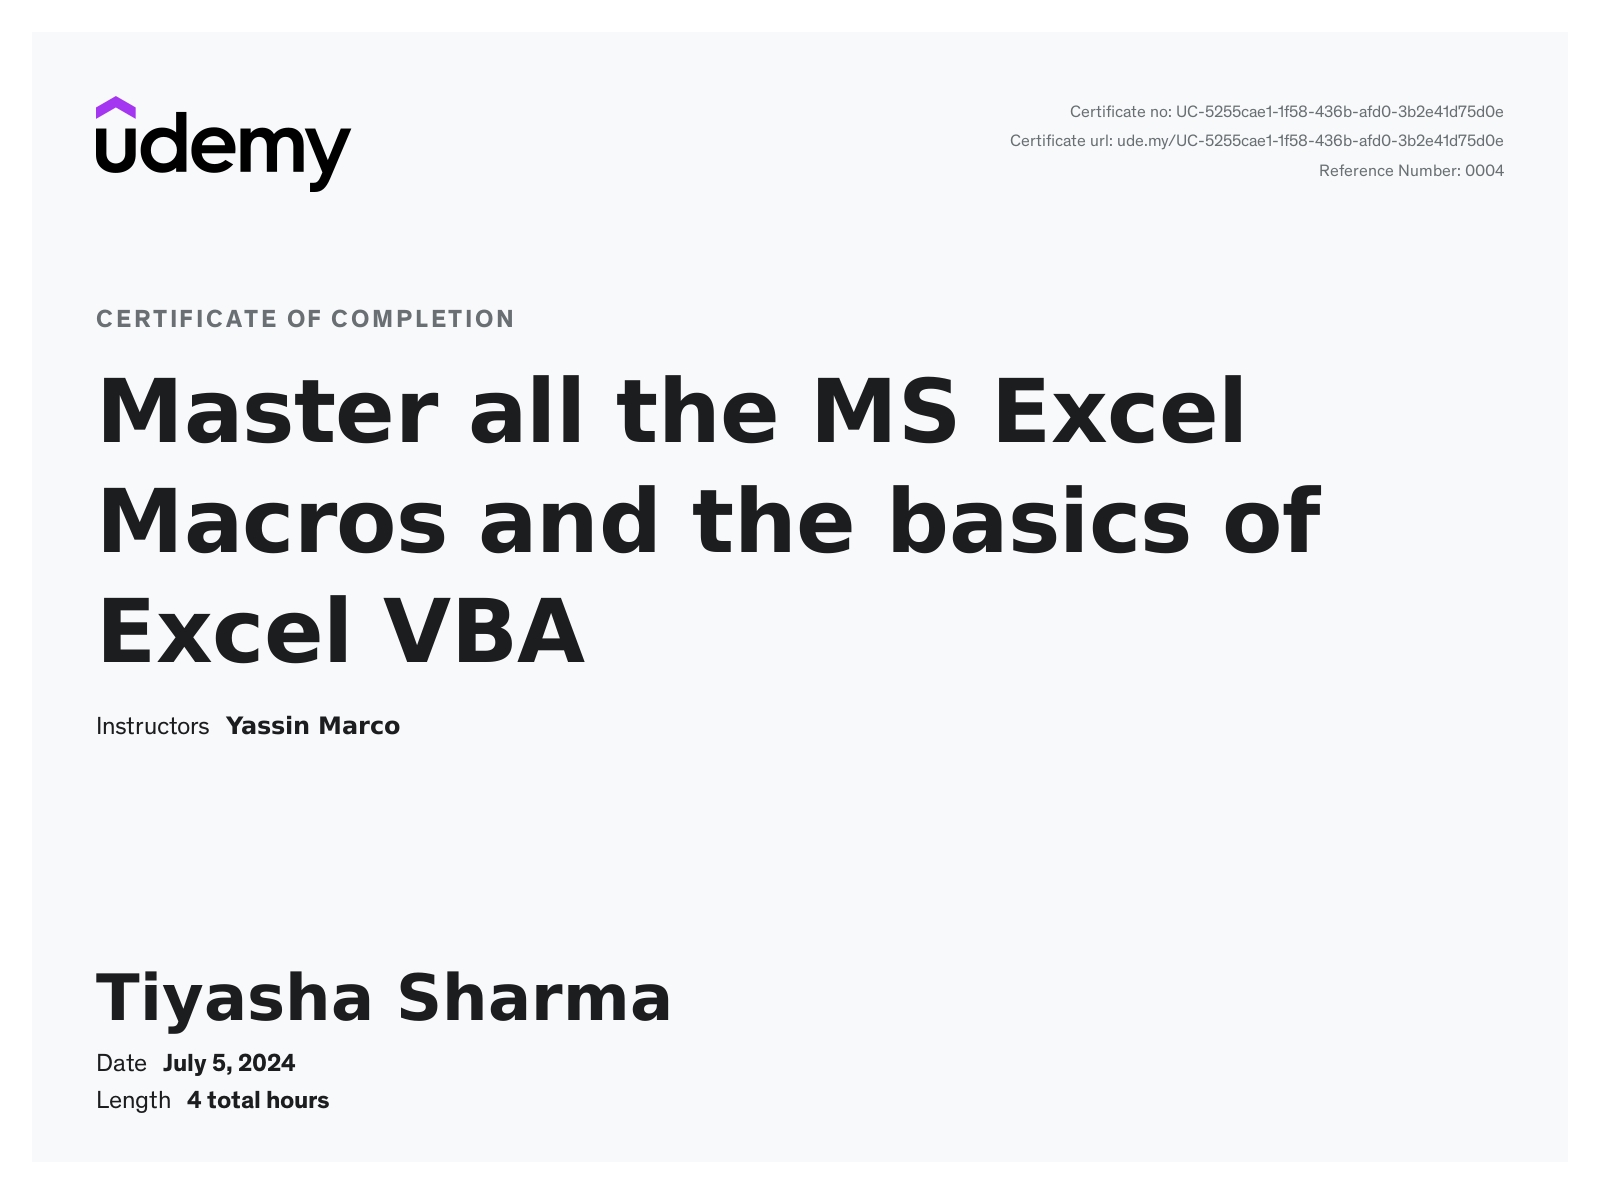 udemy
Certificate no: UC-5255cae1-1f58-436b-afd0-3b2e41d75d0e
Certificate url: ude.my/UC-5255cae1-1f58-436b-afd0-3b2e41d75d0e
Reference Number: 0004
CERTIFICATE OF COMPLETION
Master all the MS Excel
Macros and the basics of
Excel VBA
Instructors Yassin Marco
Tiyasha Sharma
Date July 5, 2024
Length 4 total hours